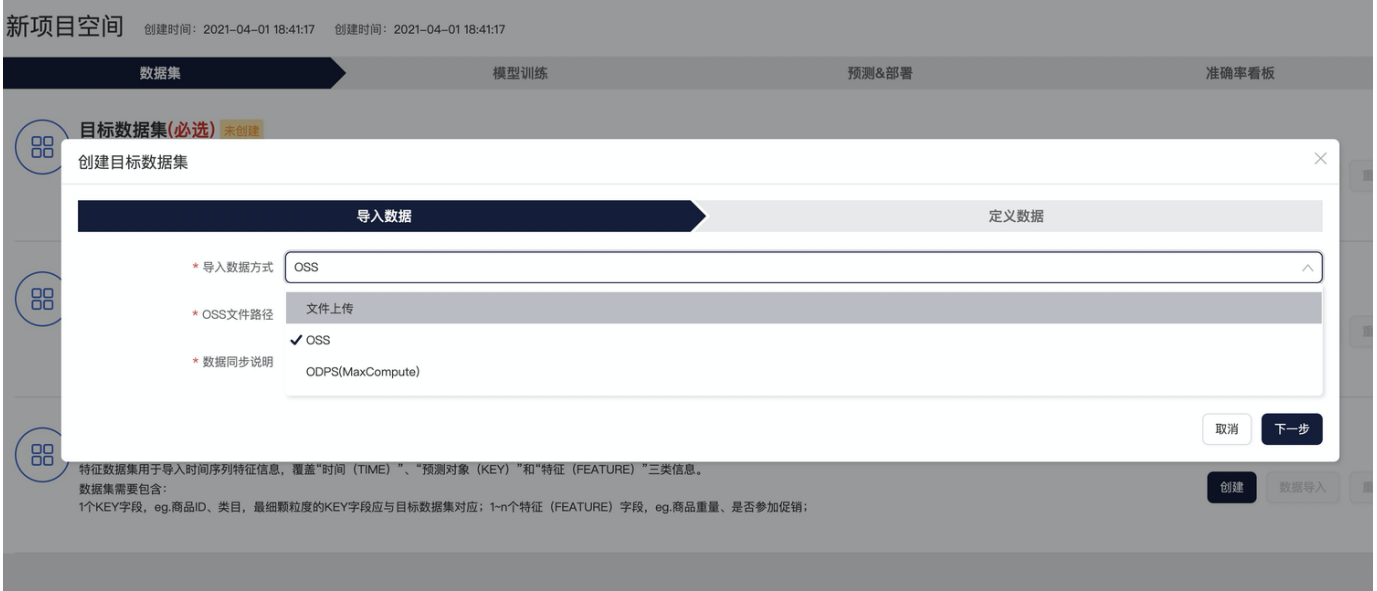 新项目空间 创建时间：2021-04-01 18:41:17 创建时间：2021-04-01 18:41:17
数据集 模型训练 预测&部署 准确率看板
目标数据集(必选) 未创建
创建目标数据集
导入数据 定义数据
* 导入数据方式 OSS
* OSS文件路径
文件上传
OSS
* 数据同步说明
ODPS(MaxCompute)
取消 下一步
特征数据集用于导入时间序列特征信息，覆盖“时间（TIME）”、“预测对象（KEY）”和“特征（FEATURE）”三类信息。
数据集需要包含：
创建 数据导入
1个KEY字段，eg.商品ID、类目，最细颗粒度的KEY字段应与目标数据集对应；1~n个特征（FEATURE）字段，eg.商品重量、是否参加促销；